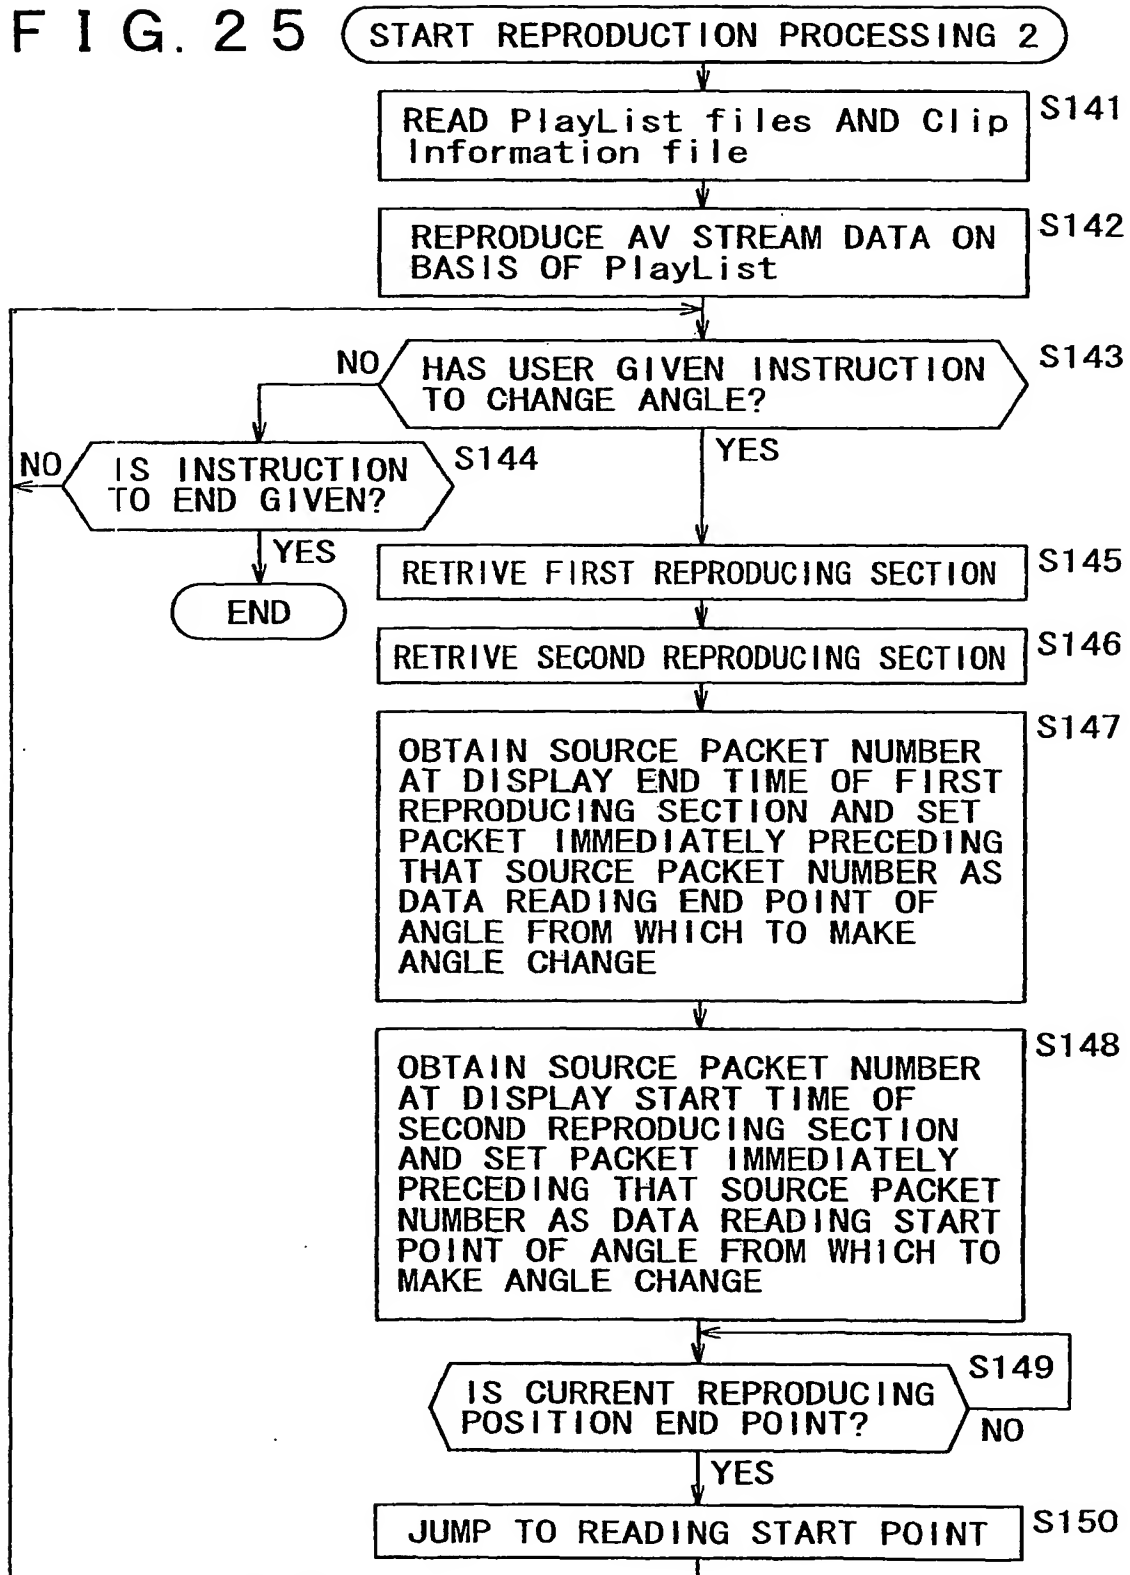 FIG. 25
START REPRODUCTION PROCESSING 2
S141
READ PlayList files AND Clip
Information file
S142
REPRODUCE AV STREAM DATA ON
BASIS OF PlayList
S143
NO
HAS USER GIVEN INSTRUCTION
TO CHANGE ANGLE?
YES
NO
S144
IS INSTRUCTION
TO END GIVEN?
YES
END
S145
RETRIVE FIRST REPRODUCING SECTION
S146
RETRIVE SECOND REPRODUCING SECTION
S147
OBTAIN SOURCE PACKET NUMBER
AT DISPLAY END TIME OF FIRST
REPRODUCING SECTION AND SET
PACKET IMMEDIATELY PRECEDING
THAT SOURCE PACKET NUMBER AS
DATA READING END POINT OF
ANGLE FROM WHICH TO MAKE
ANGLE CHANGE
S148
OBTAIN SOURCE PACKET NUMBER
AT DISPLAY START TIME OF
SECOND REPRODUCING SECTION
AND SET PACKET IMMEDIATELY
PRECEDING THAT SOURCE PACKET
NUMBER AS DATA READING START
POINT OF ANGLE FROM WHICH TO
MAKE ANGLE CHANGE
S149
IS CURRENT REPRODUCING
POSITION END POINT?
NO
YES
S150
JUMP TO READING START POINT